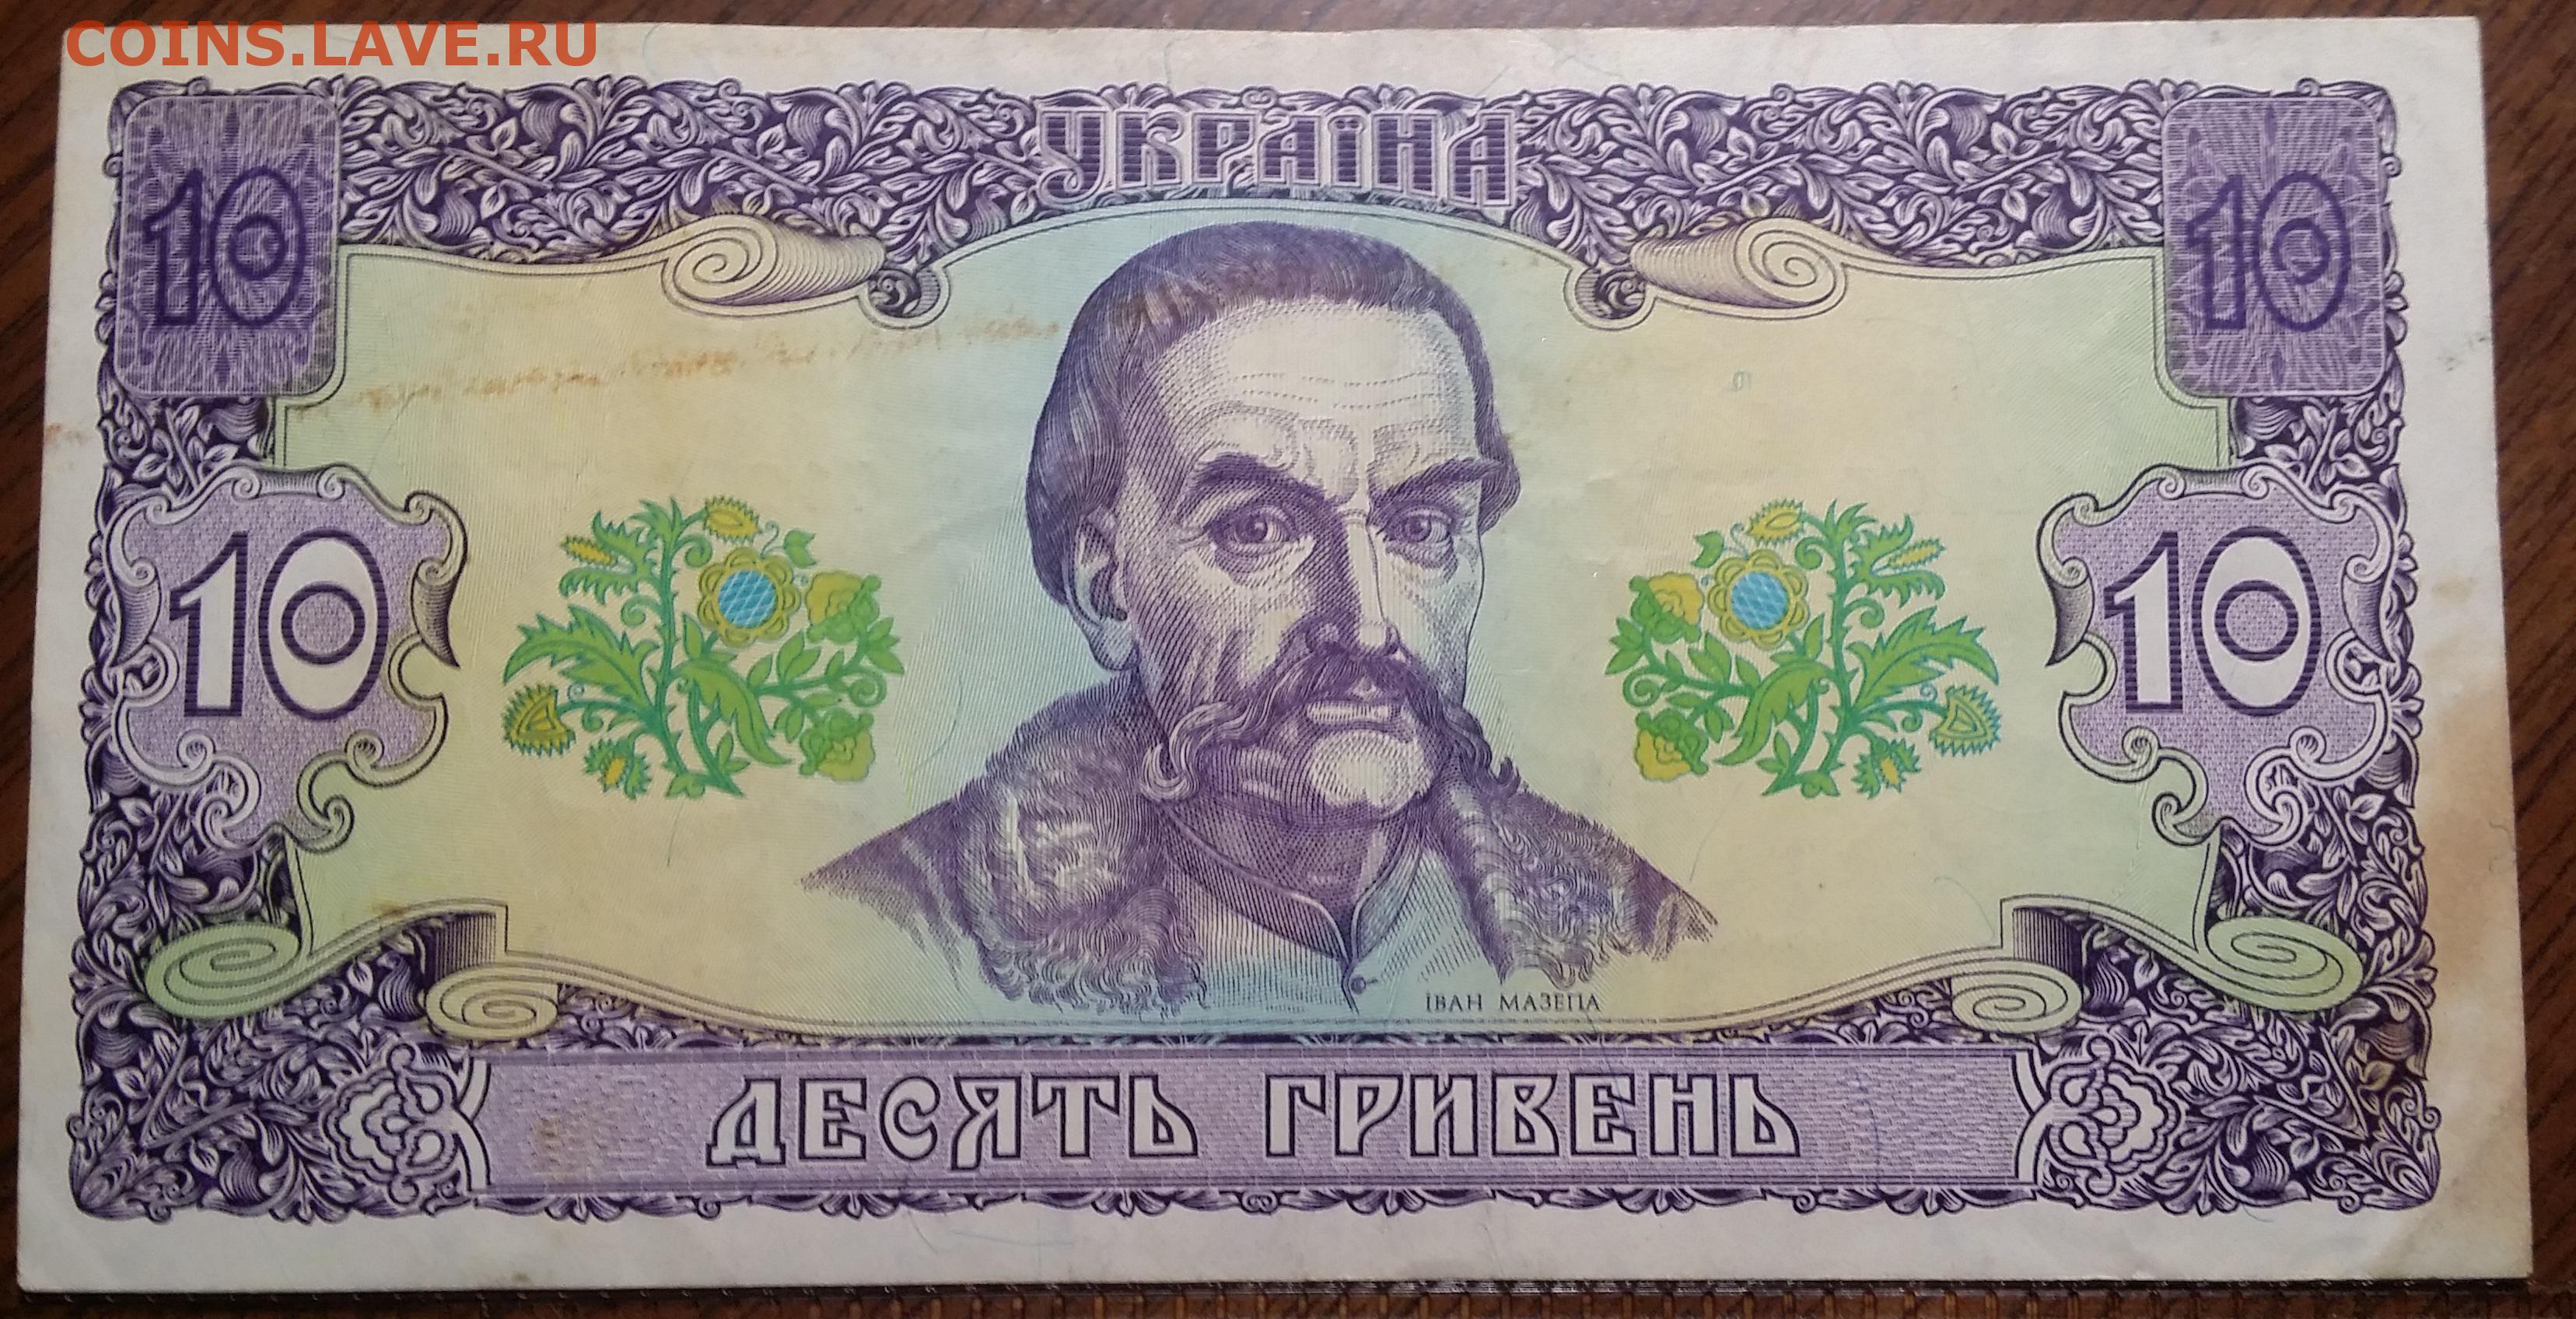 COINS.LAVE.RU
УКРАЇНА
10 10
10 10
ІВАН МАЗЕПА
ДЕСЯТЬ ГРИВЕНЬ